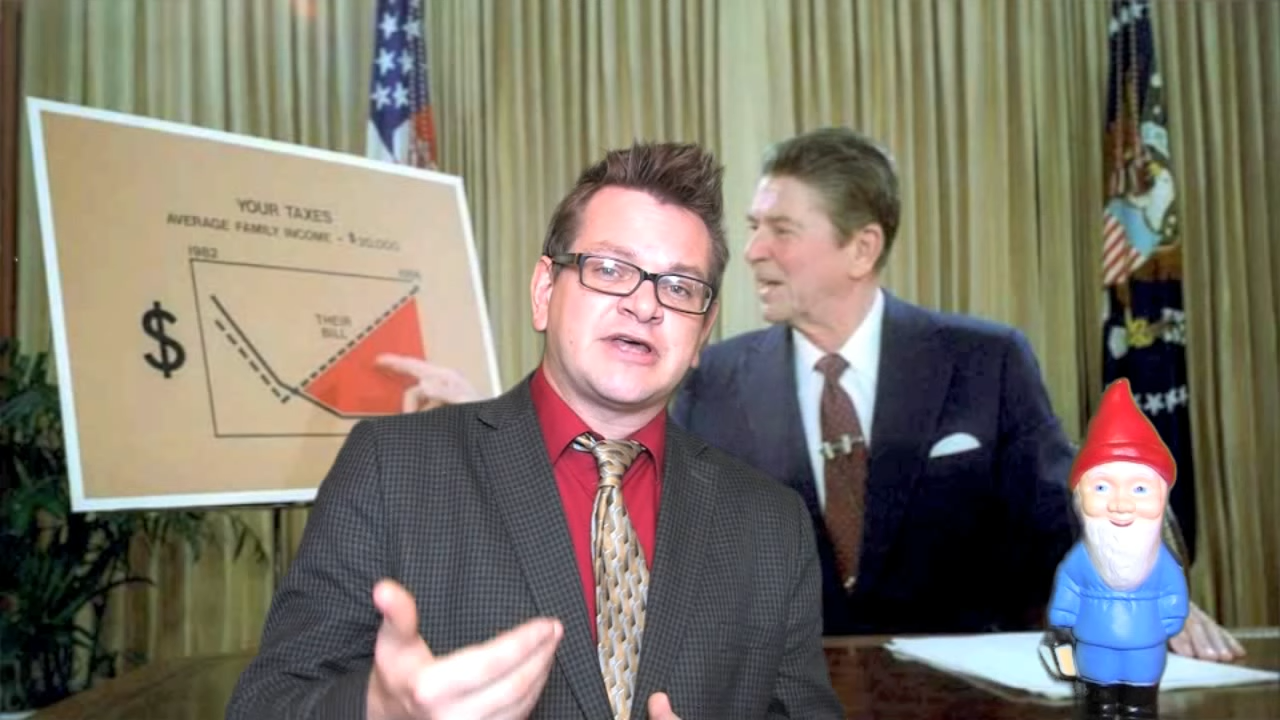 YOUR TAXES
AVERAGE FAMILY INCOME - $20,000
1982
$
THEIR
BILL